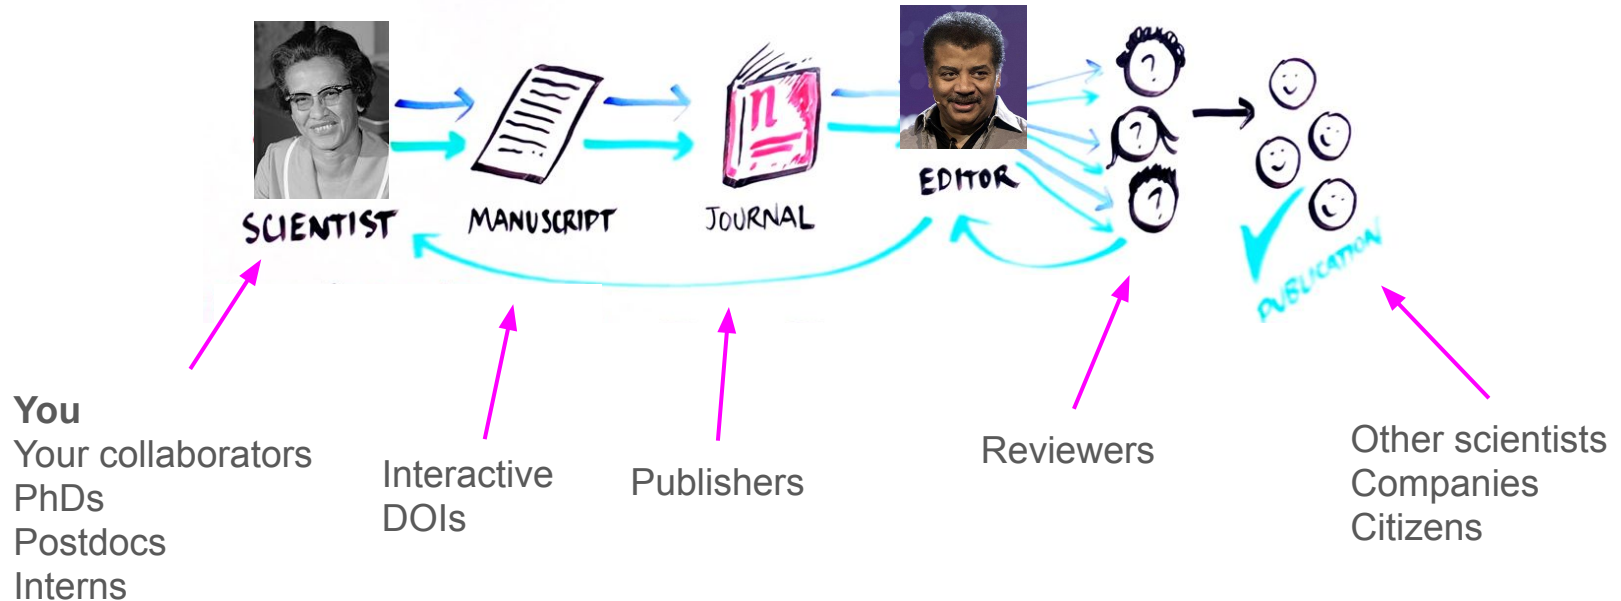 SCIENTIST
MANUSCRIPT
n
JOURNAL
EDITOR
?
?
?
PUBLICATION
You
Your collaborators
PhDs
Postdocs
Interns
Interactive
DOIs
Publishers
Reviewers
Other scientists
Companies
Citizens